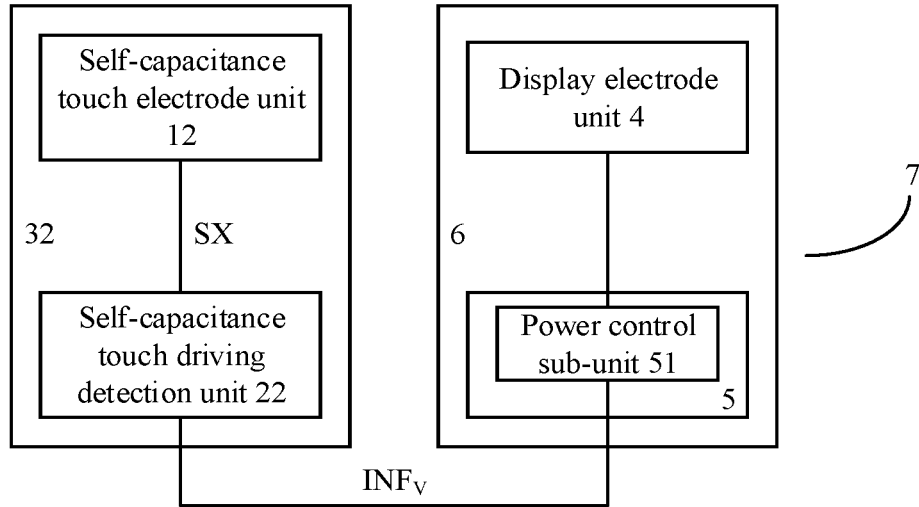 Self-capacitance
touch electrode unit
12
32
SX
Self-capacitance
touch driving
detection unit 22
Display electrode
unit 4
6
Power control
sub-unit 51
5
7
INFV